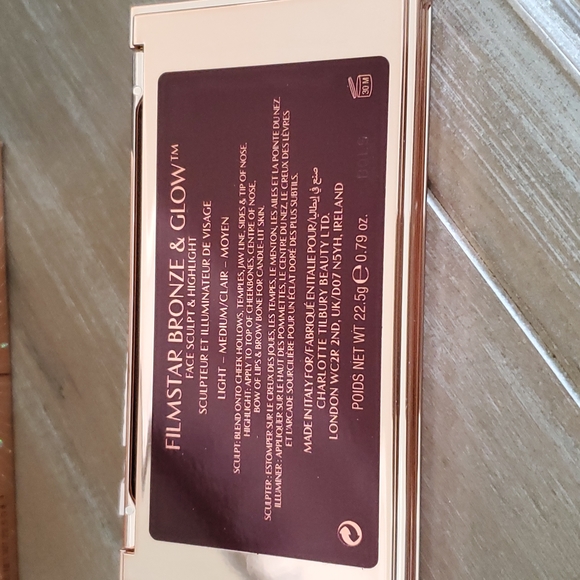 FILMSTAR BRONZE & GLOW™
FACE SCULPT & HIGHLIGHT
SCULPTEUR ET ILLUMINATEUR DE VISAGE
LIGHT – MEDIUM/CLAIR – MOYEN
SCULPT: BLEND ONTO CHEEK HOLLOWS, TEMPLES, JAW LINE, SIDES & TIP OF NOSE.
HIGHLIGHT: APPLY TO TOP OF CHEEKBONES, CENTRE OF NOSE,
BOW OF LIPS & BROW BONE FOR CANDLE-LIT SKIN.
SCULPTER : ESTOMPER SUR LE CREUX DES JOUES, LES TEMPES, LE MENTON, LES AILES ET LA POINTE DU NEZ.
ILLUMINER : APPLIQUER SUR LE HAUT DES POMMETTES, LE CENTRE DU NEZ, LE CREUX DES LÈVRES
ET L'ARCADE SOURCILIÈRE POUR UN ÉCLAT DORÉ DES PLUS SUBTILS.
MADE IN ITALY FOR/FABRIQUÉ EN ITALIE POUR/صنع في إيطاليا
CHARLOTTE TILBURY BEAUTY LTD.
LONDON WC2R 2ND, UK/D07 N5YH, IRELAND
POIDS NET WT 22.5g ℮ 0.79 oz.
30 M